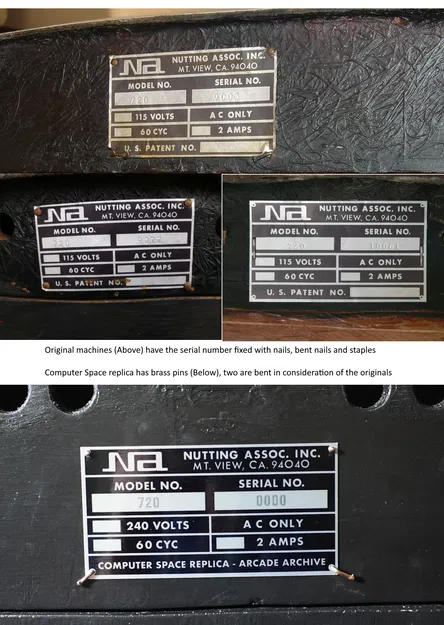 Na NUTTING ASSOC. INC.
MT. VIEW, CA. 94040
MODEL NO. SERIAL NO.
720
115 VOLTS A C ONLY
60 CYC 2 AMPS
U. S. PATENT NO.
Na NUTTING ASSOC. INC.
MT. VIEW, CA. 94040
MODEL NO. SERIAL NO.
720
115 VOLTS A C ONLY
60 CYC 2 AMPS
U. S. PATENT NO.
Na NUTTING ASSOC. INC.
MT. VIEW, CA. 94040
MODEL NO. SERIAL NO.
720
115 VOLTS A C ONLY
60 CYC 2 AMPS
U. S. PATENT NO.
Original machines (Above) have the serial number fixed with nails, bent nails and staples
Computer Space replica has brass pins (Below), two are bent in consideration of the originals
Na NUTTING ASSOC. INC.
MT. VIEW, CA. 94040
MODEL NO. SERIAL NO.
720 0000
240 VOLTS A C ONLY
60 CYC 2 AMPS
COMPUTER SPACE REPLICA - ARCADE ARCHIVE